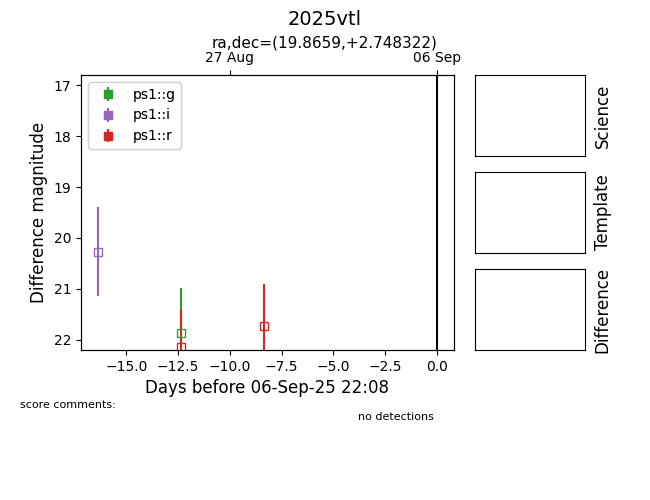 2025vtl
ra,dec=(19.8659,+2.748322)
27 Aug
06 Sep
ps1::g
ps1::i
ps1::r
17
18
19
20
21
22
Difference magnitude
−15.0
−12.5
−10.0
−7.5
−5.0
−2.5
0.0
Days before 06-Sep-25 22:08
Science
Template
Difference
score comments:
no detections